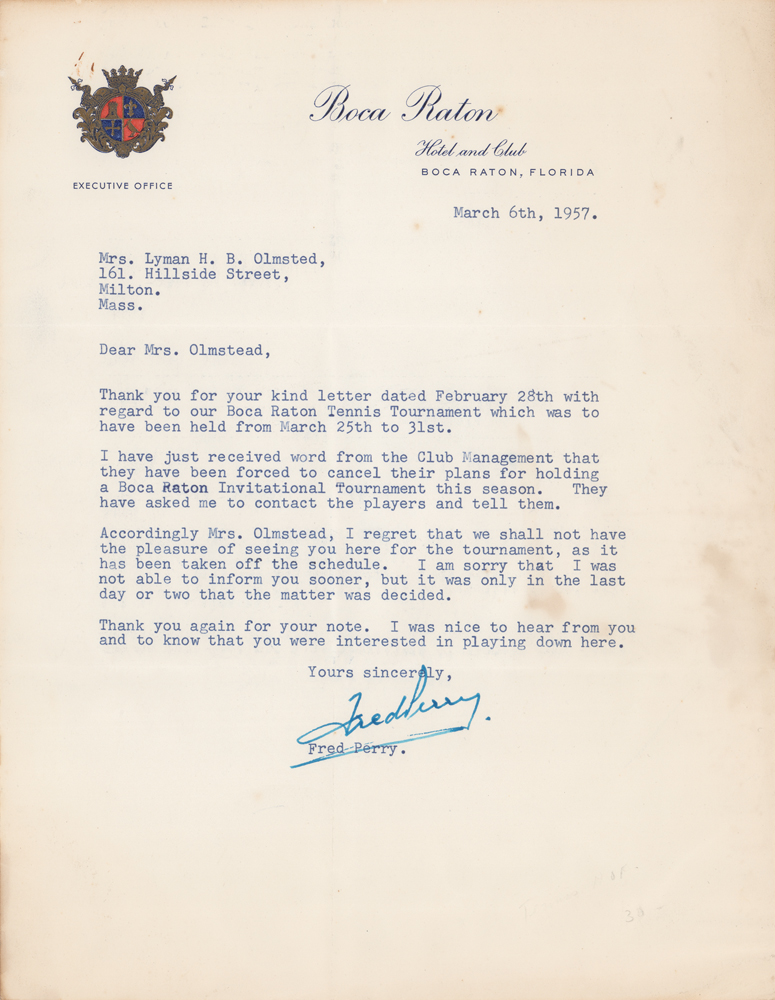 Boca Raton
Hotel and Club
BOCA RATON, FLORIDA
EXECUTIVE OFFICE
March 6th, 1957.
Mrs. Lyman H. B. Olmsted,
161. Hillside Street,
Milton.
Mass.
Dear Mrs. Olmstead,
Thank you for your kind letter dated February 28th with
regard to our Boca Raton Tennis Tournament which was to
have been held from March 25th to 31st.
I have just received word from the Club Management that
they have been forced to cancel their plans for holding
a Boca Raton Invitational Tournament this season. They
have asked me to contact the players and tell them.
Accordingly Mrs. Olmstead, I regret that we shall not have
the pleasure of seeing you here for the tournament, as it
has been taken off the schedule. I am sorry that I was
not able to inform you sooner, but it was only in the last
day or two that the matter was decided.
Thank you again for your note. I was nice to hear from you
and to know that you were interested in playing down here.
Yours sincerely,
Fred Perry.
Fred Perry.